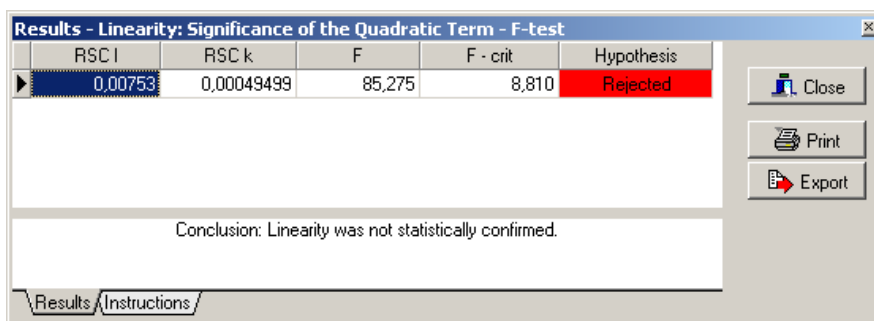 Results - Linearity: Significance of the Quadratic Term - F-test
RSC l RSC k F F - crit Hypothesis
0,00753 0,00049499 85,275 8,810 Rejected
Close
Print
Export
Conclusion: Linearity was not statistically confirmed.
Results Instructions